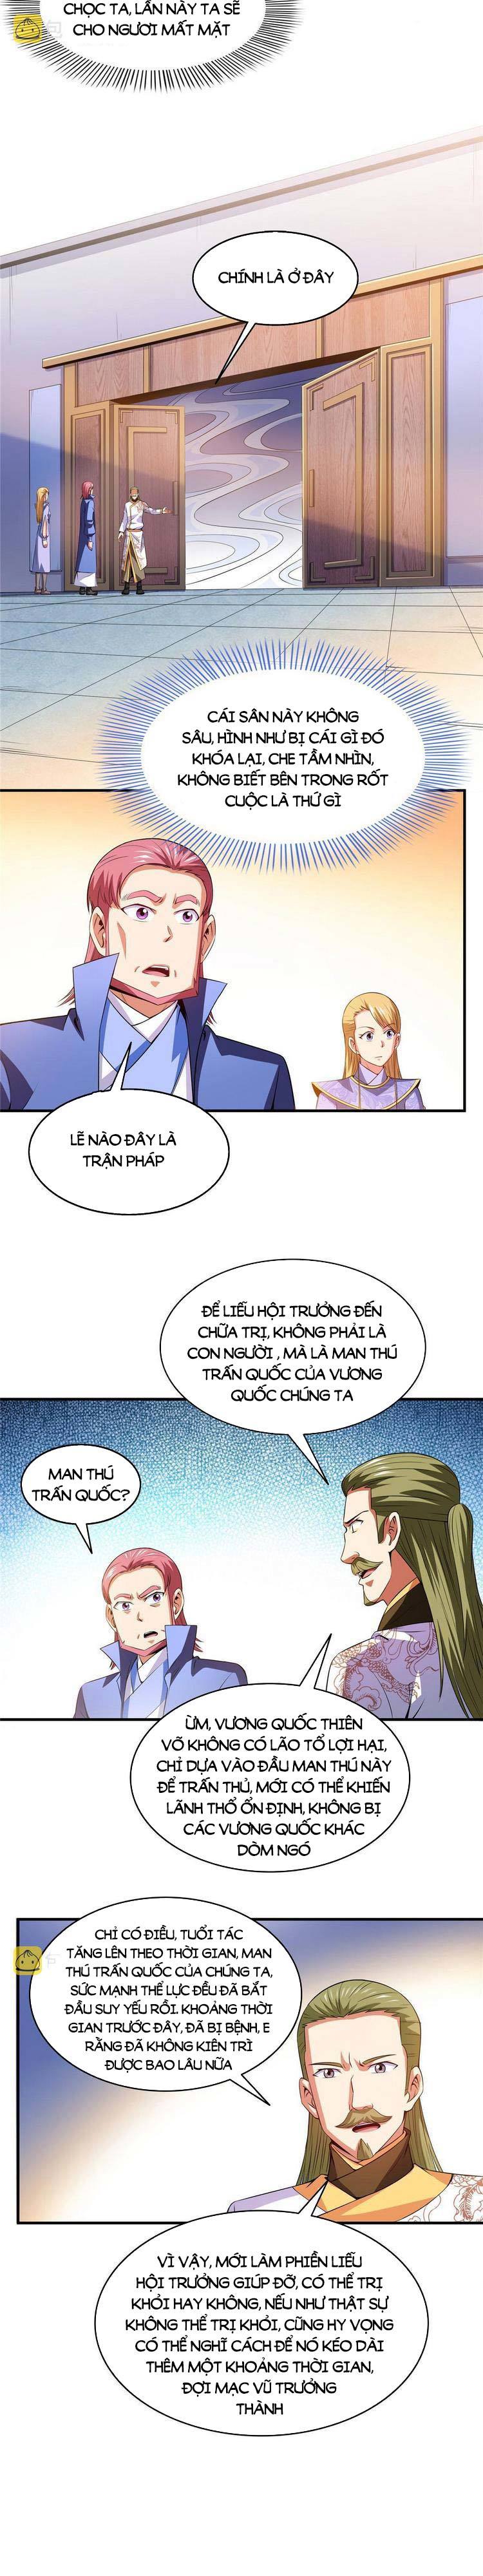 CHỌC TA, LẦN NÀY TA SẼ
CHO NGƯƠI MẤT MẶT
CHÍNH LÀ Ở ĐÂY
CÁI SÂN NÀY KHÔNG
SÂU, HÌNH NHƯ BỊ CÁI GÌ ĐÓ
KHÓA LẠI, CHE TẦM NHÌN,
KHÔNG BIẾT BÊN TRONG RỐT
CUỘC LÀ THỨ GÌ
LẼ NÀO ĐÂY LÀ
TRẬN PHÁP
ĐỂ LIỄU HỘI TRƯỞNG ĐẾN
CHỮA TRỊ, KHÔNG PHẢI LÀ
CON NGƯỜI , MÀ LÀ MAN THÚ
TRẤN QUỐC CỦA VƯƠNG
QUỐC CHÚNG TA
MAN THÚ
TRẤN QUỐC?
ỪM, VƯƠNG QUỐC THIÊN
VÕ KHÔNG CÓ LÃO TỔ LỢI HẠI,
CHỈ DỰA VÀO ĐẦU MAN THÚ NÀY
ĐỂ TRẤN THỦ, MỚI CÓ THỂ KHIẾN
LÃNH THỔ ỔN ĐỊNH, KHÔNG BỊ
CÁC VƯƠNG QUỐC KHÁC
DÒM NGÓ
CHỈ CÓ ĐIỀU, TUỔI TÁC
TĂNG LÊN THEO THỜI GIAN, MAN
THÚ TRẤN QUỐC CỦA CHÚNG TA,
SỨC MẠNH THỂ LỰC ĐỀU ĐÃ BẮT
ĐẦU SUY YẾU RỒI. KHOẢNG THỜI
GIAN TRƯỚC ĐÂY, ĐÃ BỊ BỆNH, E
RẰNG ĐÃ KHÔNG KIÊN TRÌ
ĐƯỢC BAO LÂU NỮA
VÌ VẬY, MỚI LÀM PHIỀN LIỄU
HỘI TRƯỞNG GIÚP ĐỠ, CÓ THỂ TRỊ
KHỎI HAY KHÔNG, NẾU NHƯ THẬT SỰ
KHÔNG THỂ TRỊ KHỎI, CŨNG HY VỌNG
CÓ THỂ NGHĨ CÁCH ĐỂ NÓ KÉO DÀI
THÊM MỘT KHOẢNG THỜI GIAN,
ĐỢI MẠC VŨ TRƯỞNG
THÀNH